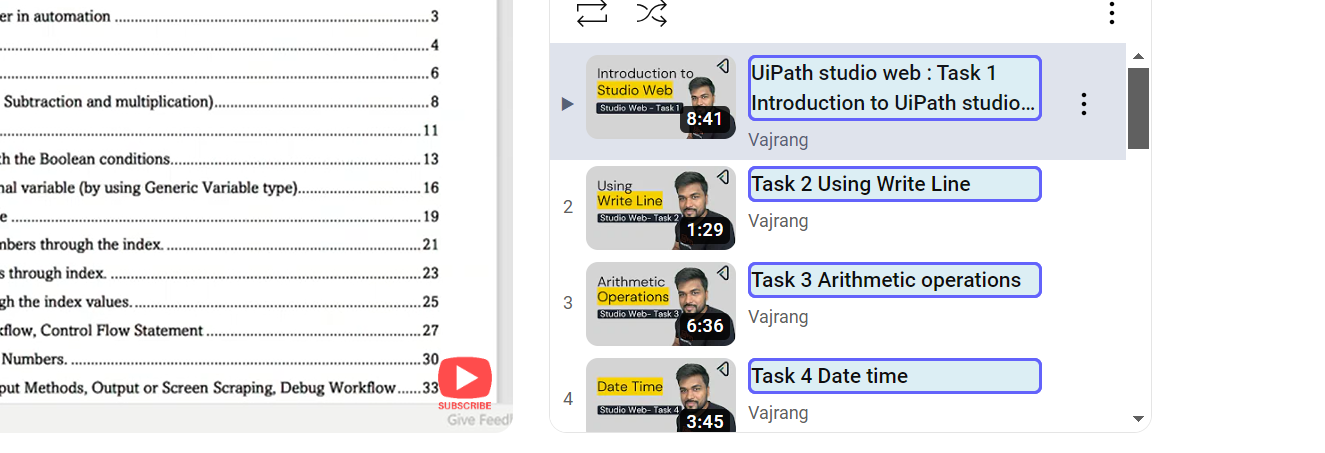 er in automation ........ 3
........ 4
........ 6
Subtraction and multiplication)........ 8
........ 11
th the Boolean conditions........ 13
nal variable (by using Generic Variable type)........ 16
e ........ 19
mbers through the index. ........ 21
s through index. ........ 23
gh the index values. ........ 25
kflow, Control Flow Statement ........ 27
Numbers. ........ 30
put Methods, Output or Screen Scraping, Debug Workflow...... 33
SUBSCRIBE
Give Feed
Introduction to
Studio Web
Studio Web - Task 1
8:41
UiPath studio web : Task 1
Introduction to UiPath studio...
Vajrang
2
Using
Write Line
Studio Web- Task 2
1:29
Task 2 Using Write Line
Vajrang
3
Arithmetic
Operations
Studio Web- Task 3
6:36
Task 3 Arithmetic operations
Vajrang
4
Date Time
Studio Web- Task 4
3:45
Task 4 Date time
Vajrang